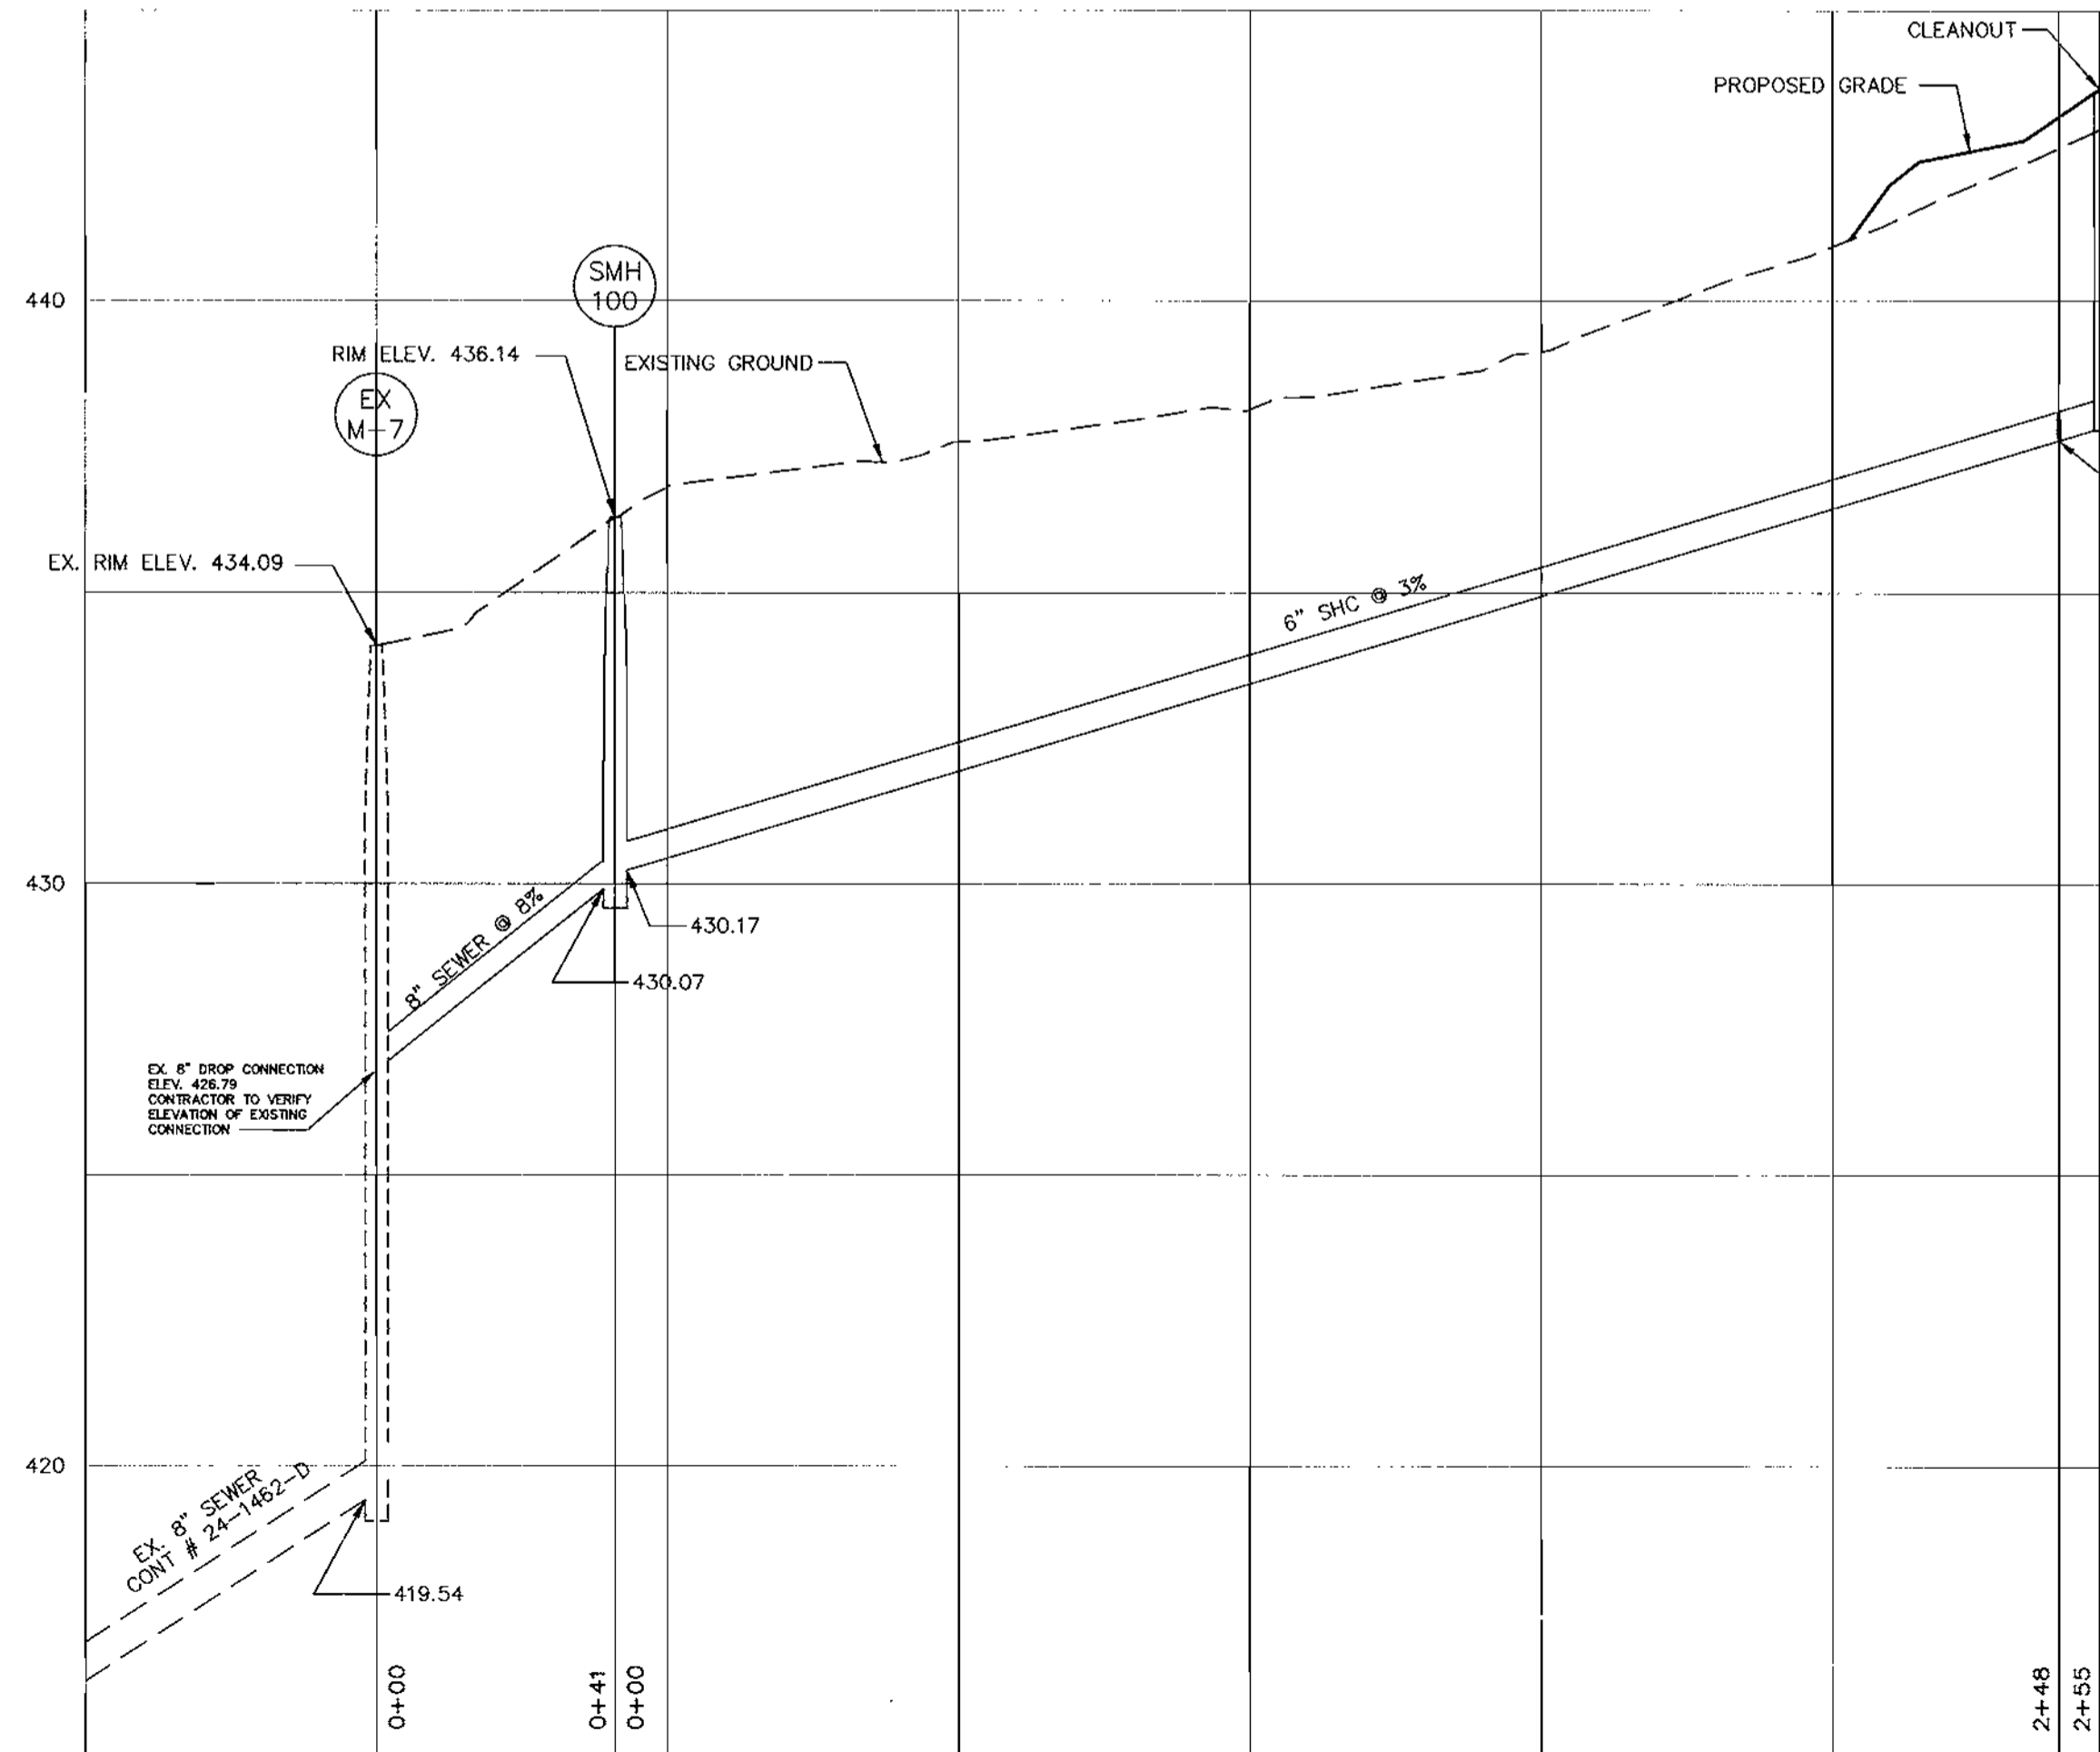 CLEANOUT
PROPOSED GRADE
440
SMH
100
RIM ELEV. 436.14
EXISTING GROUND
EX
M-7
EX. RIM ELEV. 434.09
6" SHC @ 3%
430
8" SEWER @ 8%
430.17
430.07
EX. 8" DROP CONNECTION
ELEV. 426.79
CONTRACTOR TO VERIFY
ELEVATION OF EXISTING
CONNECTION
420
EX. 8" SEWER
CONT # 24-1462-D
419.54
0+00
0+41
0+00
2+48
2+55